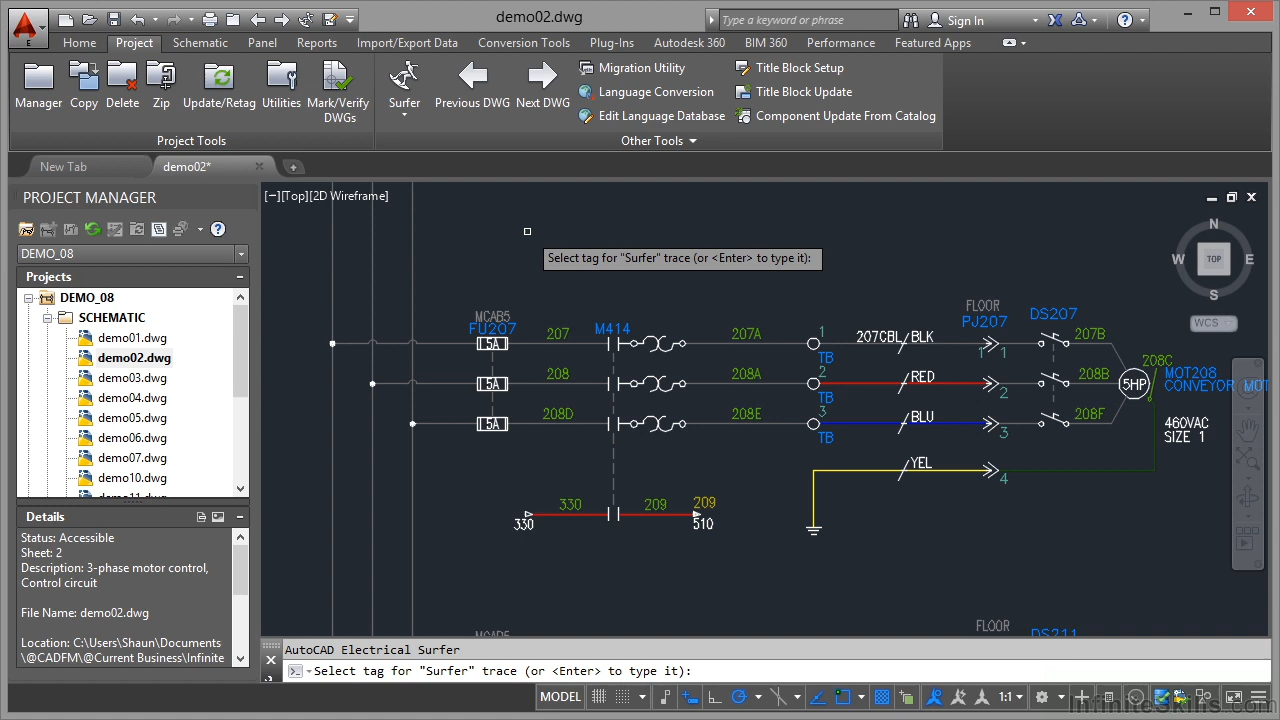 demo02.dwg
Type a keyword or phrase
Sign In
E
Home Project Schematic Panel Reports Import/Export Data Conversion Tools Plug-Ins Autodesk 360 BIM 360 Performance Featured Apps
Manager Copy Delete Zip Update/Retag Utilities Mark/Verify DWGs
Surfer Previous DWG Next DWG
Migration Utility
Language Conversion
Edit Language Database
Title Block Setup
Title Block Update
Component Update From Catalog
Project Tools
Other Tools
New Tab demo02*
PROJECT MANAGER
DEMO_08
Projects
DEMO_08
SCHEMATIC
demo01.dwg
demo02.dwg
demo03.dwg
demo04.dwg
demo05.dwg
demo06.dwg
demo07.dwg
demo10.dwg
demo11.dwg
Details
Status: Accessible
Sheet: 2
Description: 3-phase motor control,
Control circuit
File Name: demo02.dwg
Location: C:\Users\Shaun\Documents
\@CADFM\@Current Business\Infinite
[−][Top][2D Wireframe]
Select tag for "Surfer" trace (or <Enter> to type it):
N
W TOP E
S
WCS
MCAB5
FU207
207 M414 207A 1
5A
TB
207CBL BLK
FLOOR
PJ207
1 1
DS207
207B
208 208A 2
5A
TB
RED
2
208B
208C
5HP
MOT208
CONVEYOR MOT
208D 208E 3
5A
TB
BLU
3
208F
460VAC
SIZE 1
YEL
4
330 209 209
330 510
MCAB5
FLOOR
DS211
AutoCAD Electrical Surfer
Select tag for "Surfer" trace (or <Enter> to type it):
MODEL
1:1
InfiniteSkills.com